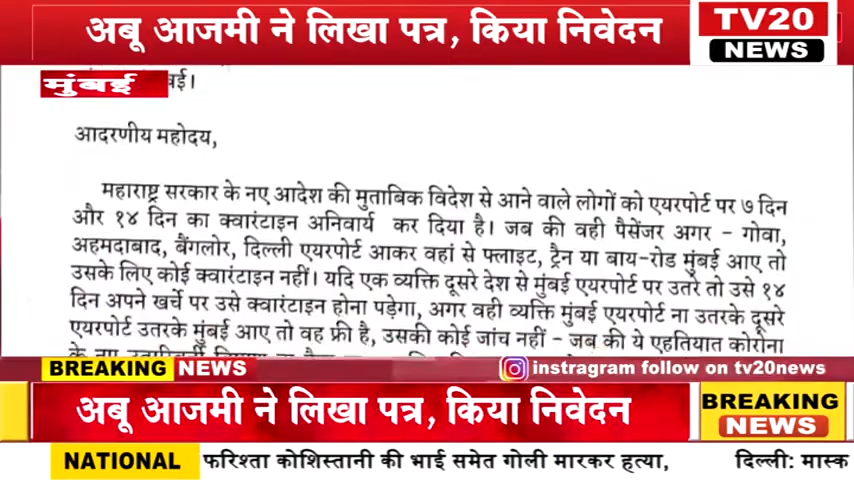 अबू आजमी ने लिखा पत्र, किया निवेदन
TV20
NEWS
मुंबई
आदरणीय महोदय,
महाराष्ट्र सरकार के नए आदेश की मुताबिक विदेश से आने वाले लोगों को एयरपोर्ट पर ७ दिन
और १४ दिन का क्वारंटाइन अनिवार्य कर दिया है। जब की वही पैसेंजर अगर - गोवा,
अहमदाबाद, बैंगलोर, दिल्ली एयरपोर्ट आकर वहां से फ्लाइट, ट्रैन या बाय-रोड मुंबई आए तो
उसके लिए कोई क्वारंटाइन नहीं। यदि एक व्यक्ति दूसरे देश से मुंबई एयरपोर्ट पर उतरे तो उसे १४
दिन अपने खर्चे पर उसे क्वारंटाइन होना पड़ेगा, अगर वही व्यक्ति मुंबई एयरपोर्ट ना उतरके दूसरे
एयरपोर्ट उतरके मुंबई आए तो वह फ्री है, उसकी कोई जांच नहीं - जब की ये एहतियात कोरोना
BREAKING NEWS
instragram follow on tv20news
अबू आजमी ने लिखा पत्र, किया निवेदन
BREAKING
NEWS
NATIONAL
फरिश्ता कोशिस्तानी की भाई समेत गोली मारकर हत्या,
दिल्ली: मास्क